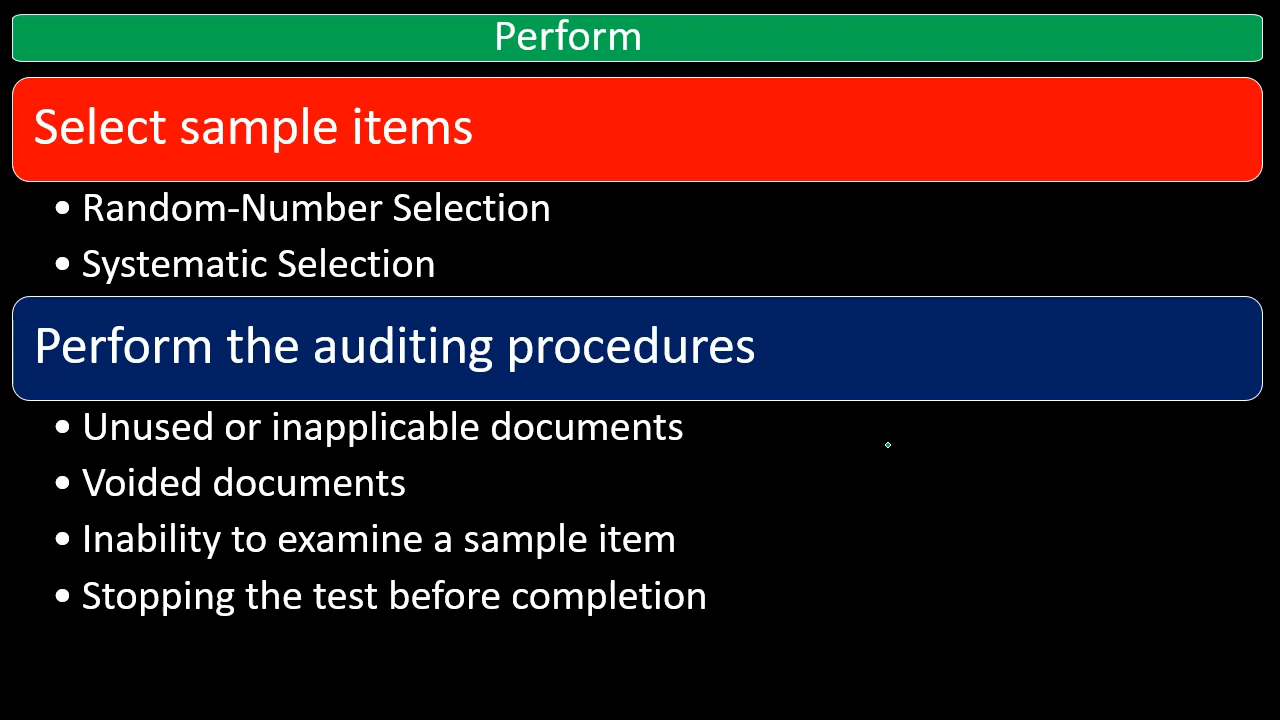 Perform
Select sample items
• Random-Number Selection
• Systematic Selection
Perform the auditing procedures
• Unused or inapplicable documents
• Voided documents
• Inability to examine a sample item
• Stopping the test before completion